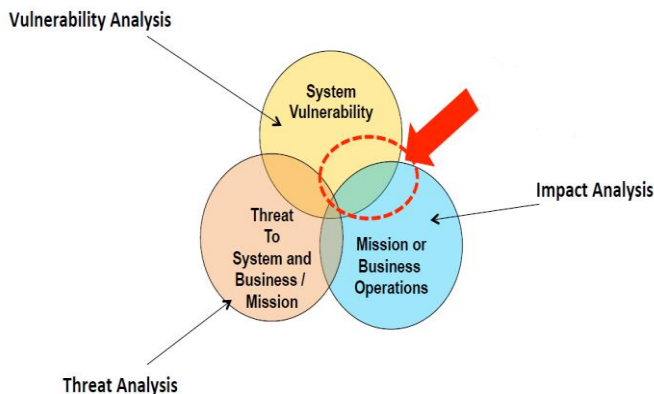 Vulnerability Analysis
System
Vulnerability
Impact Analysis
Threat
To
System and
Business /
Mission
Mission or
Business
Operations
Threat Analysis